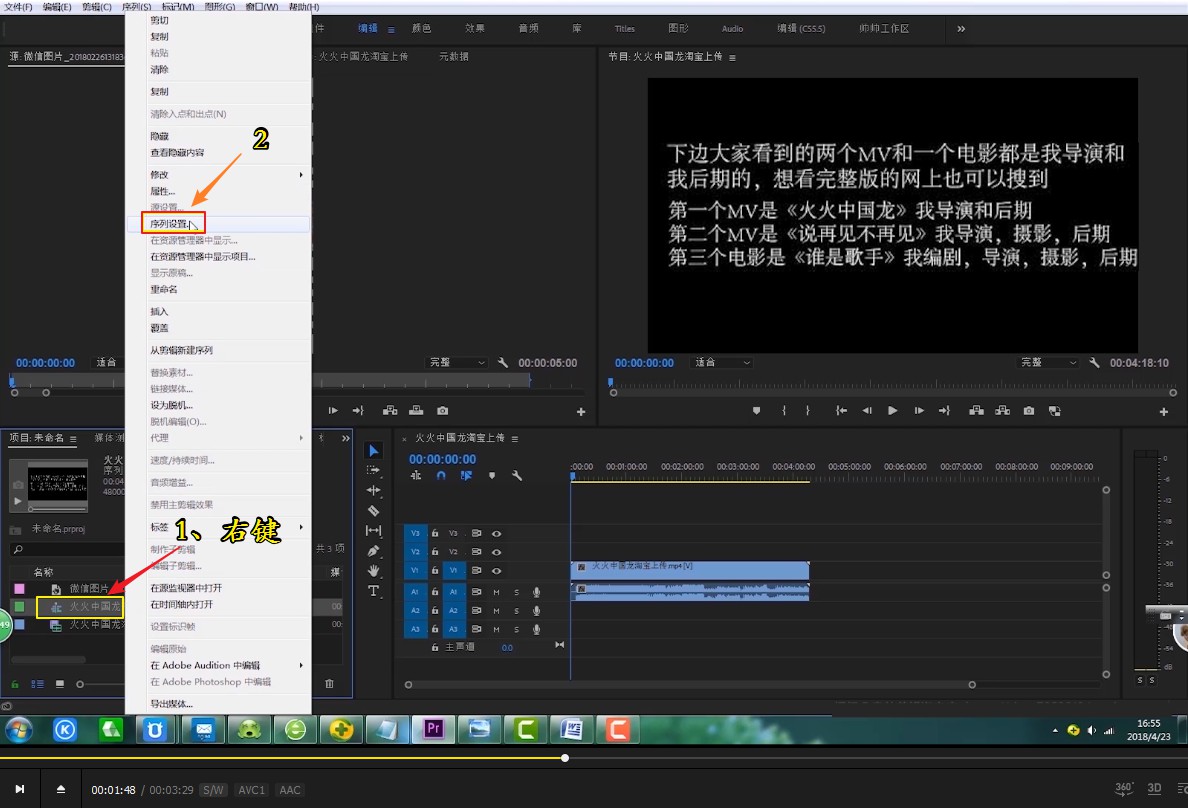 文件(F) 编辑(E) 剪辑(C) 序列(S) 标记(M) 图形(G) 窗口(W) 帮助(H)
件 编辑 颜色 效果 音频 库 Titles 图形 Audio 编辑 (CS5.5) 帅帅工作区
源: 微信图片_2018022613183
火火中国龙淘宝上传 元数据
节目: 火火中国龙淘宝上传
剪切
复制
粘贴
清除
复制
清除入点和出点(N)
隐藏
查看隐藏内容
修改
属性...
源设置...
序列设置...
在资源管理器中显示...
在资源管理器中显示项目...
显示原稿...
重命名
插入
覆盖
从剪辑新建序列
替换素材...
链接媒体...
设为脱机...
脱机编辑(O)...
代理
速度/持续时间...
音频增益...
禁用主剪辑效果
标签
制作子剪辑
编辑子剪辑...
在源监视器中打开
在时间轴内打开
设置标识帧
编辑原始
在 Adobe Audition 中编辑
在 Adobe Photoshop 中编辑
导出媒体...
2
1、右键
下边大家看到的两个MV和一个电影都是我导演和
我后期的，想看完整版的网上也可以搜到
第一个MV是《火火中国龙》我导演和后期
第二个MV是《说再见不再见》我导演，摄影，后期
第三个电影是《谁是歌手》我编剧，导演，摄影，后期
00:00:00:00 适合 完整 00:00:05:00
00:00:00:00 适合 完整 00:04:18:10
项目: 未命名
火火
序列
00:04
48000
未命名.prproj
共 3 项
名称 媒
微信图片
火火中国龙 00
火火中国龙 00:
火火中国龙淘宝上传
00:00:00:00
:00:00 00:01:00:00 00:02:00:00 00:03:00:00 00:04:00:00 00:05:00:00 00:06:00:00 00:07:00:00 00:08:00:00 00:09:00:00
V3 V3
V2 V2
V1 V1 V1 火火中国龙淘宝上传.mp4 [V]
A1 A1 A1 M S
A2 A2 M S
A3 A3 M S
主声道 0.0
0
-6
-12
-18
-24
-30
-36
-54
dB
S S
49
Pr
16:55
2018/4/23
00:01:48 / 00:03:29 S/W AVC1 AAC
360° 3D